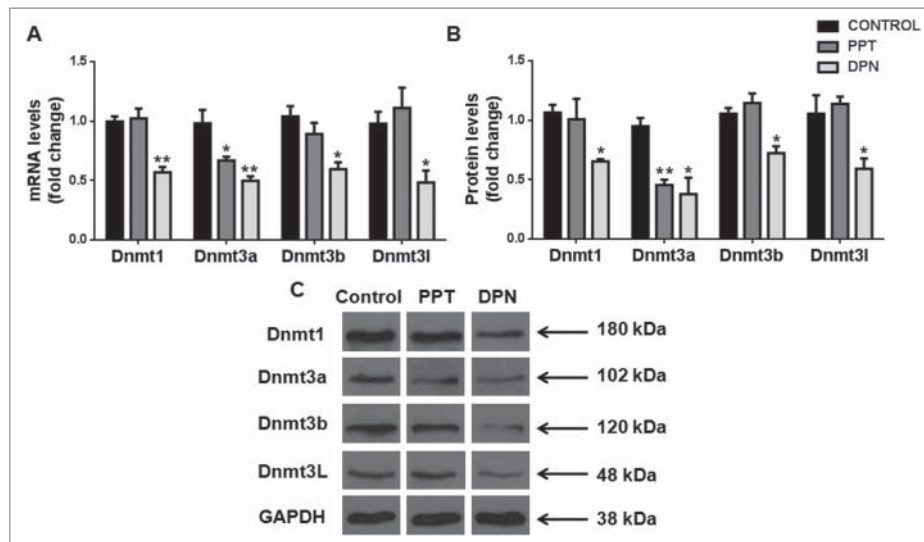 A
mRNA levels
(fold change)
1.5
1.0
0.5
0.0
** * ** * *
Dnmt1 Dnmt3a Dnmt3b Dnmt3l
B
CONTROL
PPT
DPN
Protein levels
(fold change)
1.5
1.0
0.5
0.0
* ** * * *
Dnmt1 Dnmt3a Dnmt3b Dnmt3l
C
Control PPT DPN
Dnmt1 180 kDa
Dnmt3a 102 kDa
Dnmt3b 120 kDa
Dnmt3L 48 kDa
GAPDH 38 kDa